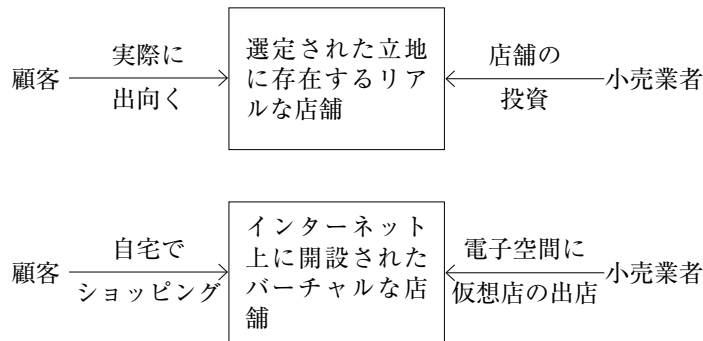 顧客
実際に
出向く
選定された立地
に存在するリア
ルな店舗
店舗の
投資
小売業者
顧客
自宅で
ショッピング
インターネット
上に開設された
バーチャルな店
舗
電子空間に
仮想店の出店
小売業者